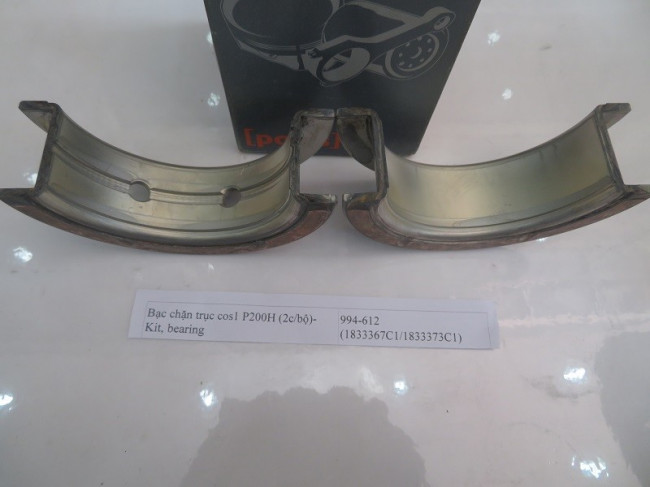 Bạc chặn trục cos1 P200H (2c/bộ)-
Kit, bearing
994-612
(1833367C1/1833373C1)